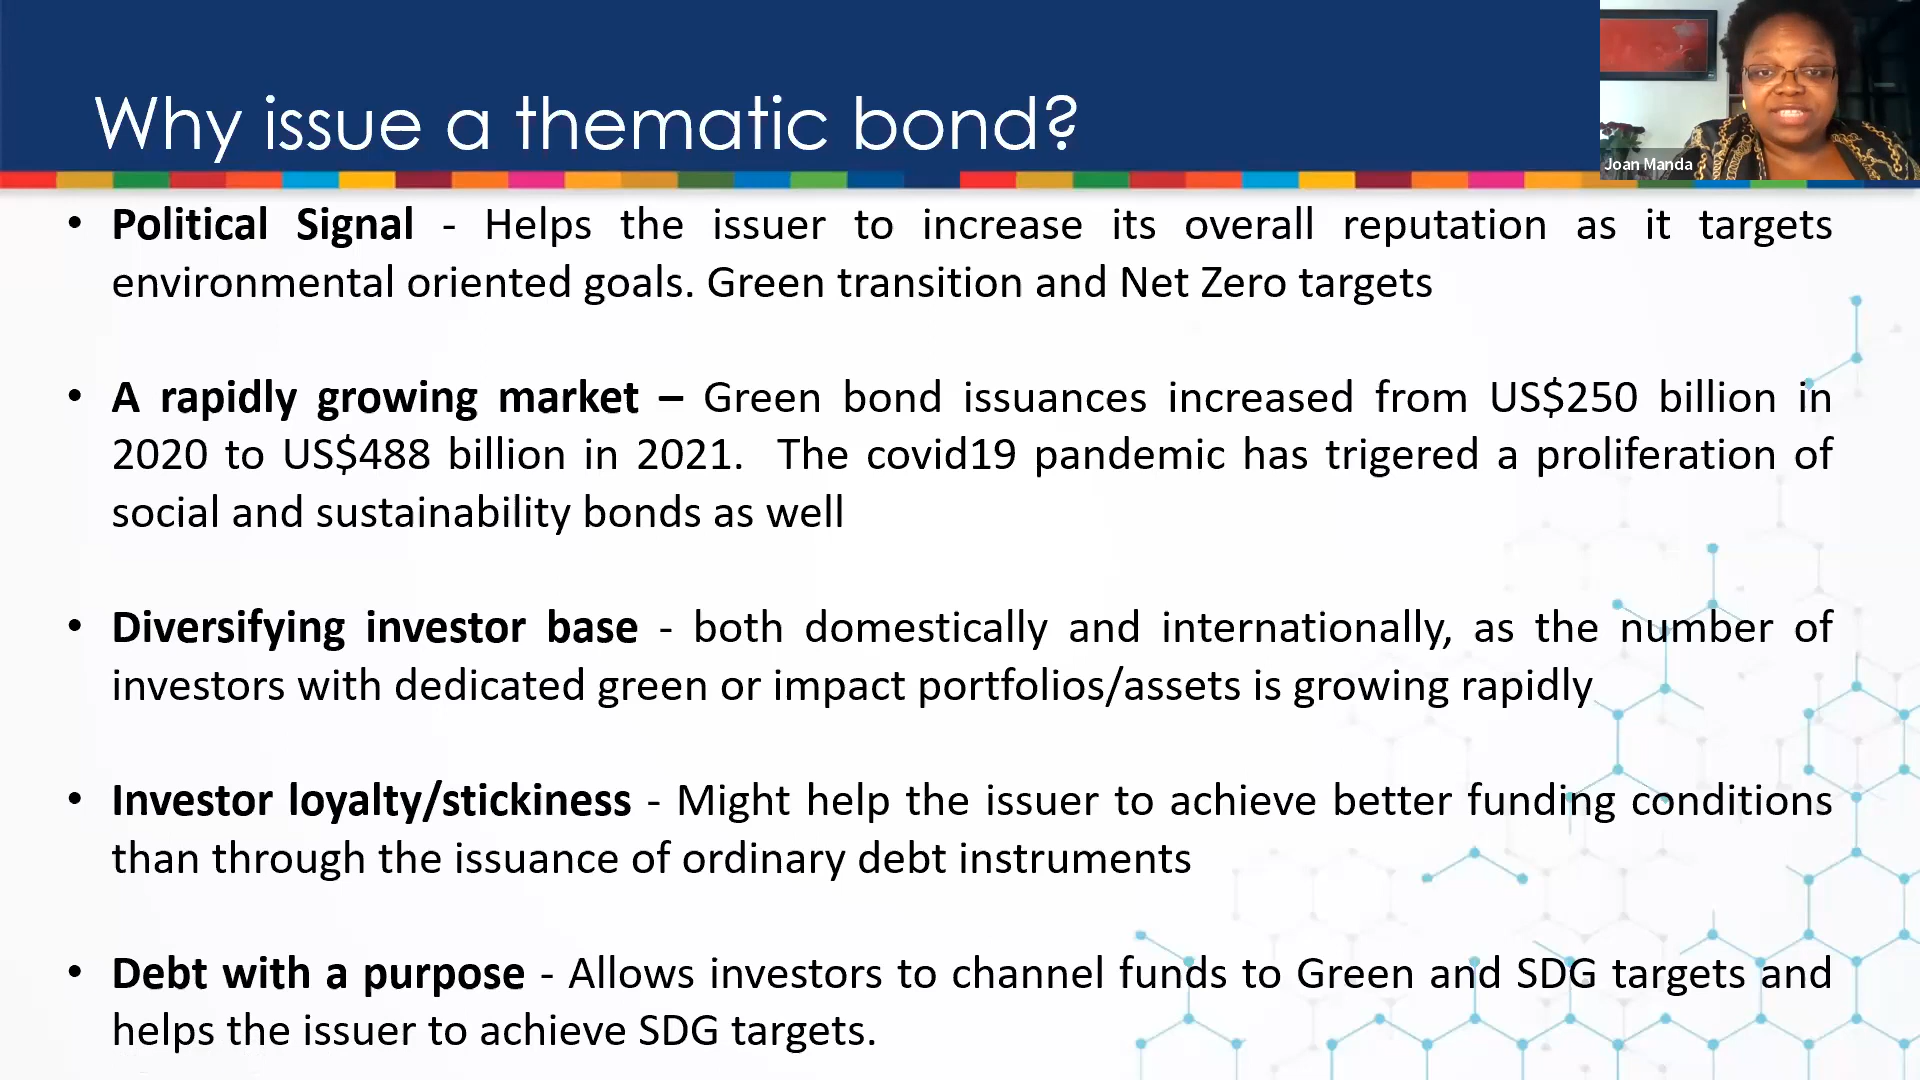 Why issue a thematic bond?
Joan Manda
• Political Signal - Helps the issuer to increase its overall reputation as it targets
environmental oriented goals. Green transition and Net Zero targets
• A rapidly growing market – Green bond issuances increased from US$250 billion in
2020 to US$488 billion in 2021. The covid19 pandemic has trigered a proliferation of
social and sustainability bonds as well
• Diversifying investor base - both domestically and internationally, as the number of
investors with dedicated green or impact portfolios/assets is growing rapidly
• Investor loyalty/stickiness - Might help the issuer to achieve better funding conditions
than through the issuance of ordinary debt instruments
• Debt with a purpose - Allows investors to channel funds to Green and SDG targets and
helps the issuer to achieve SDG targets.